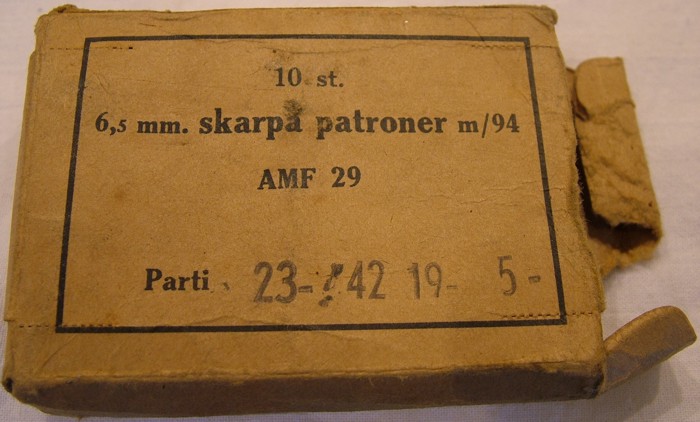 10 st.
6,5 mm. skarpa patroner m/94
AMF 29
Parti 23- 42 19- 5-